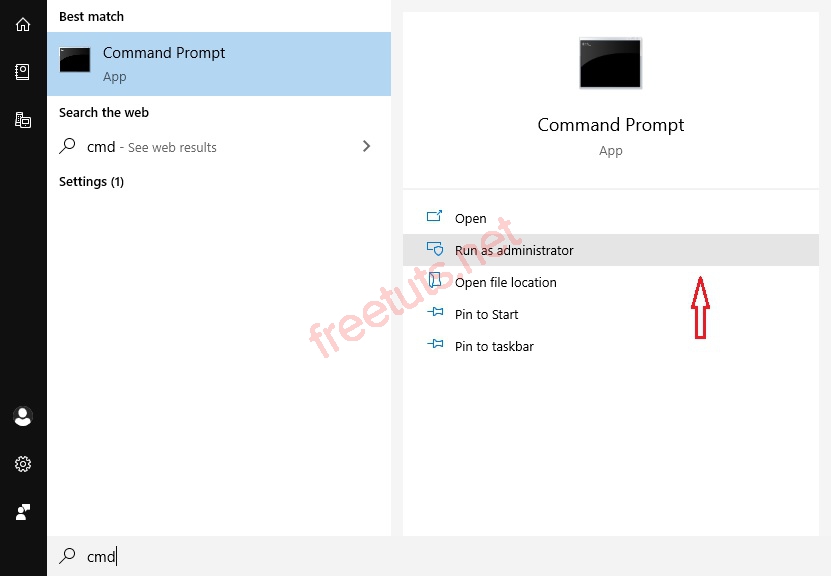 Best match
Command Prompt
App
Search the web
cmd - See web results
Settings (1)
Command Prompt
App
Open
Run as administrator
Open file location
Pin to Start
Pin to taskbar
freetuts.net
cmd